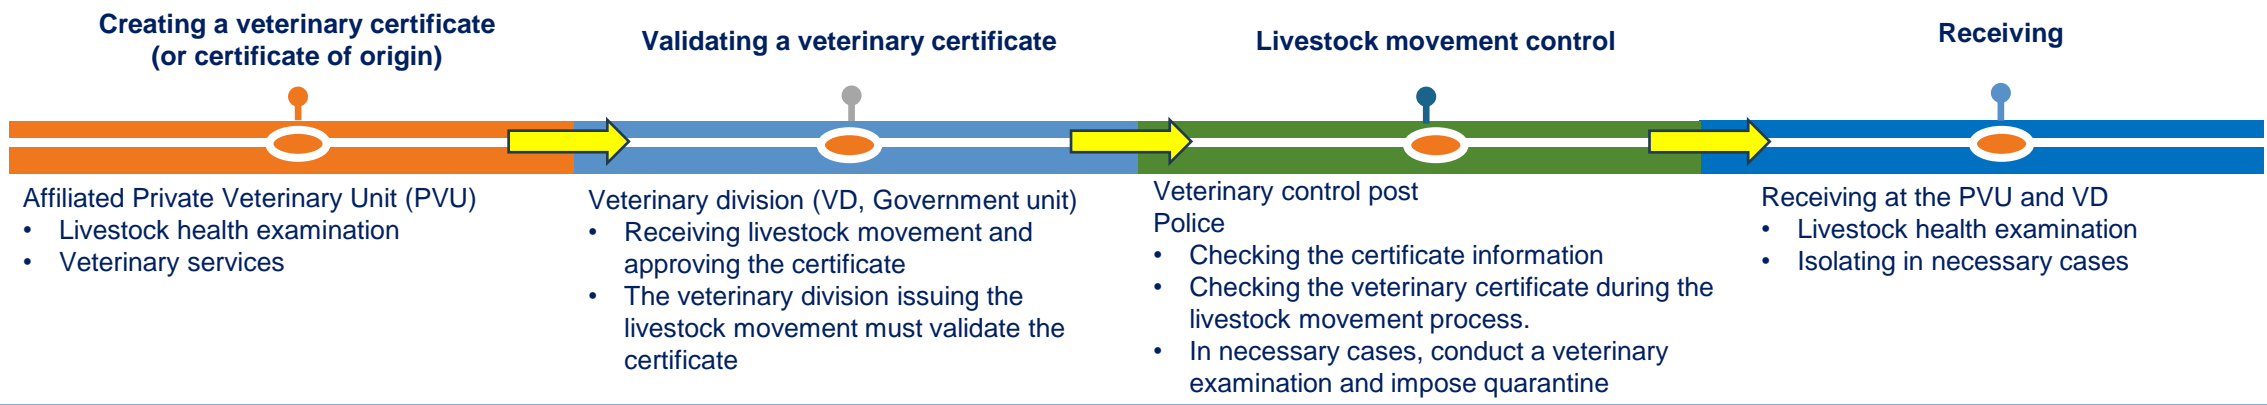 Creating a veterinary certificate
(or certificate of origin)
Validating a veterinary certificate
Livestock movement control
Receiving
Affiliated Private Veterinary Unit (PVU)
• Livestock health examination
• Veterinary services
Veterinary division (VD, Government unit)
• Receiving livestock movement and
approving the certificate
• The veterinary division issuing the
livestock movement must validate the
certificate
Veterinary control post
Police
• Checking the certificate information
• Checking the veterinary certificate during the
livestock movement process.
• In necessary cases, conduct a veterinary
examination and impose quarantine
Receiving at the PVU and VD
• Livestock health examination
• Isolating in necessary cases